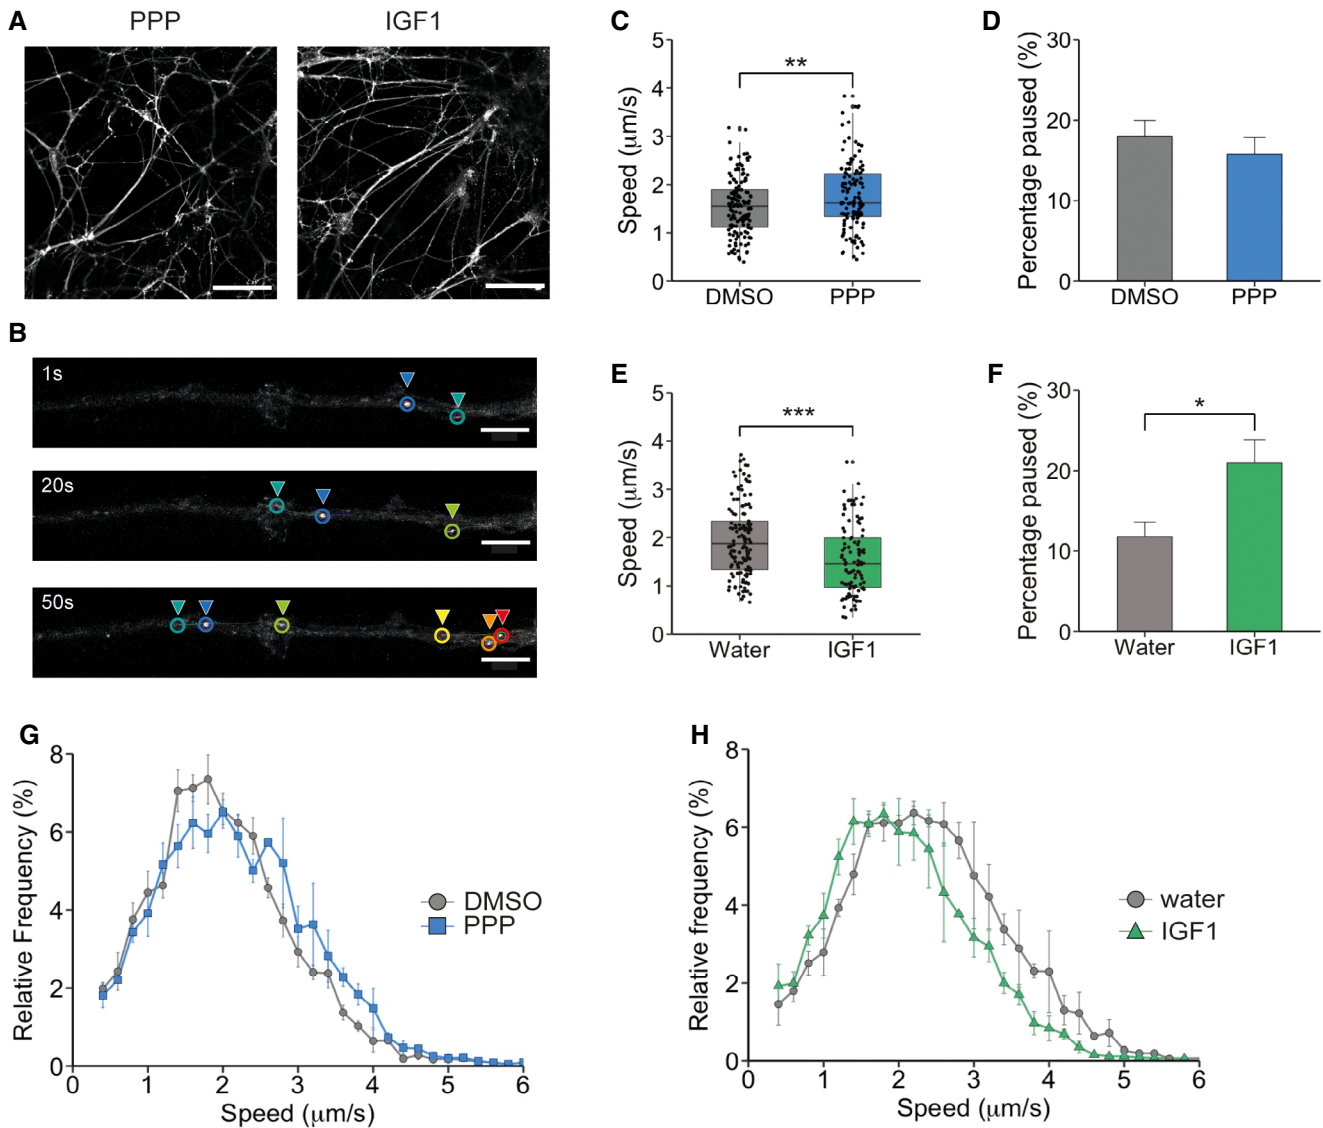 A
PPP
IGF1
B
1s
20s
50s
C
5
4
3
2
1
0
Speed (μm/s)
**
DMSO
PPP
D
30
20
10
0
Percentage paused (%)
DMSO
PPP
E
5
4
3
2
1
0
Speed (μm/s)
***
Water
IGF1
F
30
20
10
0
Percentage paused (%)
*
Water
IGF1
G
8
6
4
2
0
Relative Frequency (%)
DMSO
PPP
0
1
2
3
4
5
6
Speed (μm/s)
H
8
6
4
2
0
Relative frequency (%)
water
IGF1
0
1
2
3
4
5
6
Speed (μm/s)